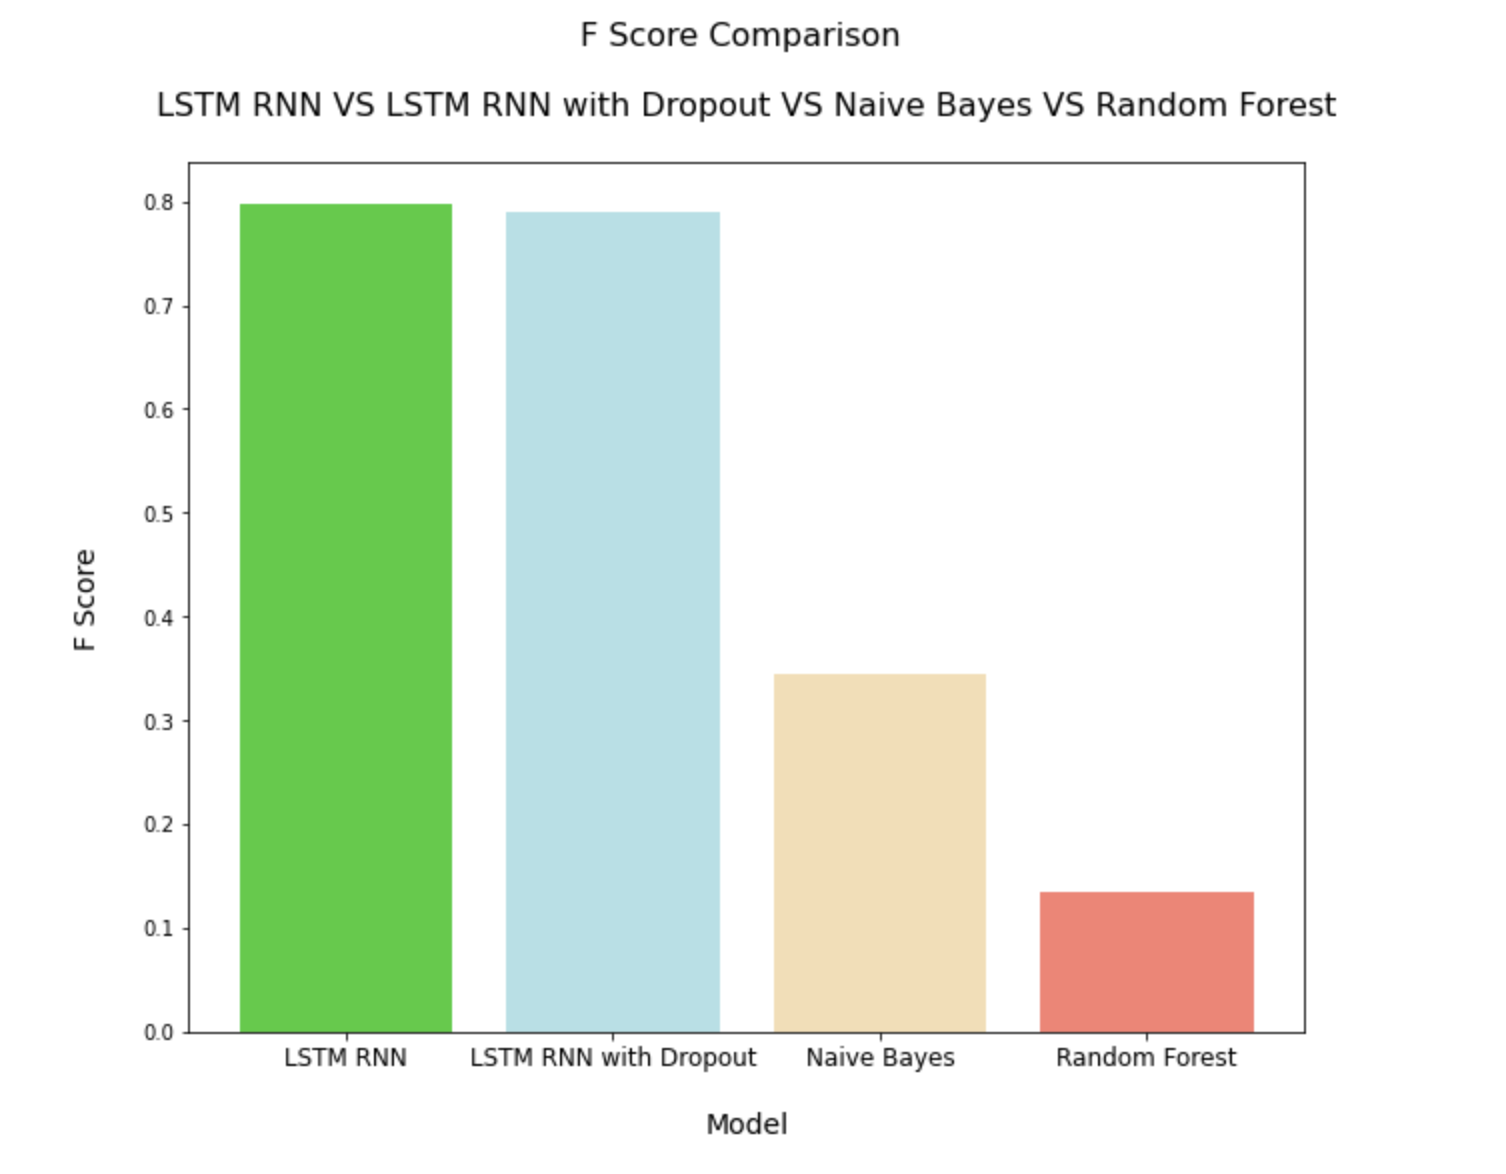 F Score Comparison
LSTM RNN VS LSTM RNN with Dropout VS Naive Bayes VS Random Forest
0.8
0.7
0.6
0.5
0.4
0.3
0.2
0.1
0.0
F Score
LSTM RNN
LSTM RNN with Dropout
Naive Bayes
Random Forest
Model